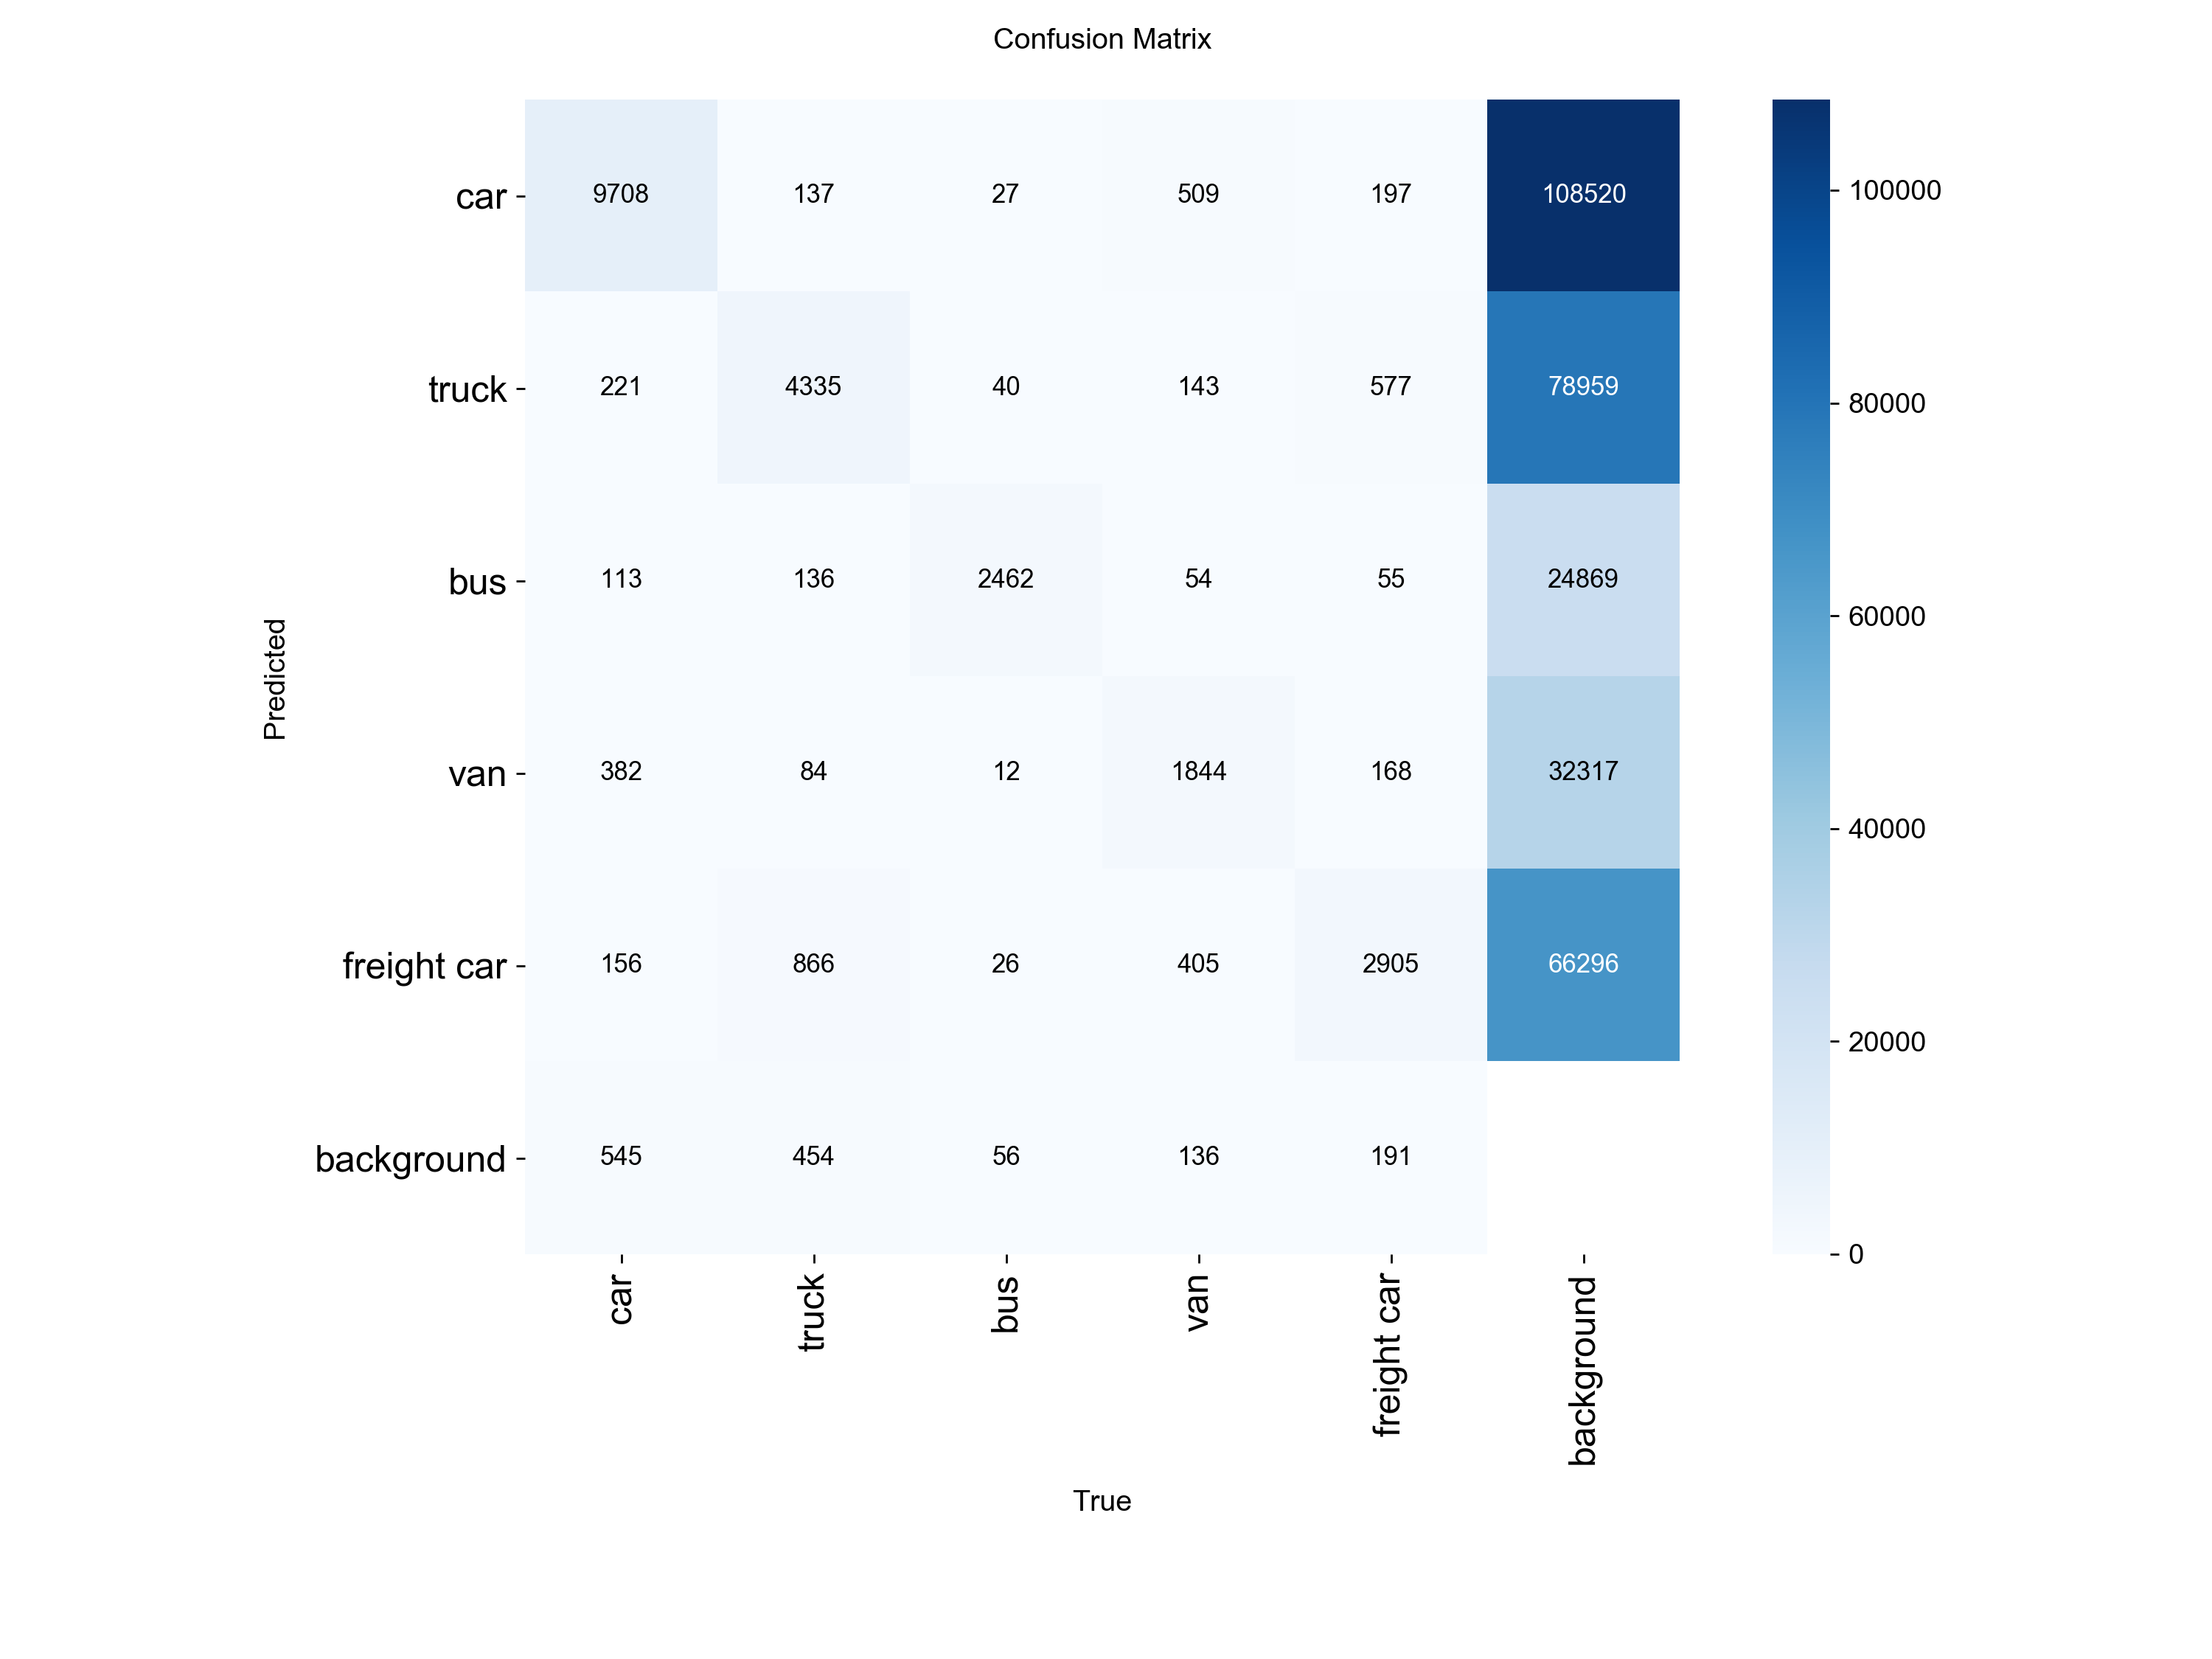 Confusion Matrix
car 9708 137 27 509 197 108520
truck 221 4335 40 143 577 78959
bus 113 136 2462 54 55 24869
van 382 84 12 1844 168 32317
freight car 156 866 26 405 2905 66296
background 545 454 56 136 191
Predicted
car truck bus van freight car background
True
100000
80000
60000
40000
20000
0